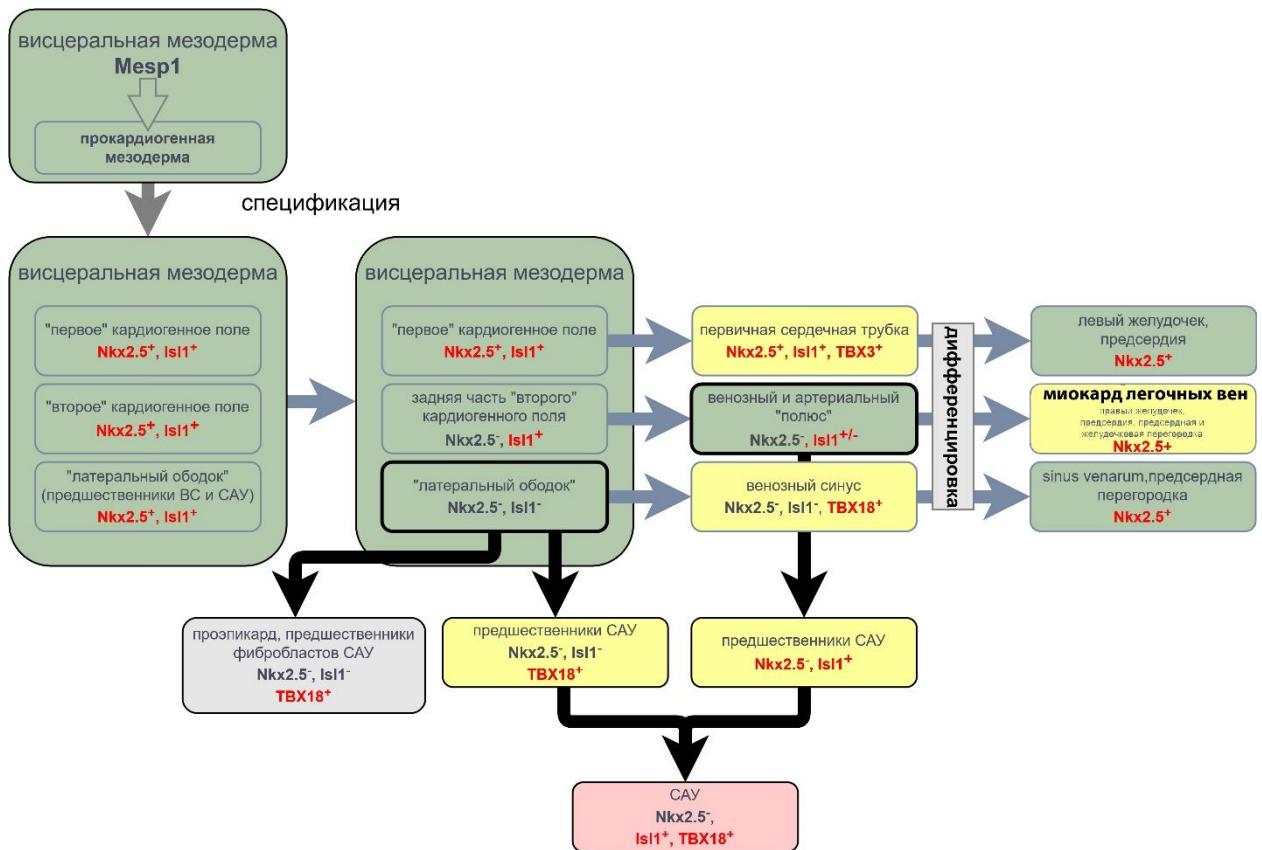 висцеральная мезодерма
Mesp1
прокардиогенная
мезодерма
спецификация
висцеральная мезодерма
"первое" кардиогенное поле
Nkx2.5⁺, Isl1⁺
"второе" кардиогенное поле
Nkx2.5⁺, Isl1⁺
"латеральный ободок"
(предшественники ВС и САУ)
Nkx2.5⁺, Isl1⁺
висцеральная мезодерма
"первое" кардиогенное поле
Nkx2.5⁺, Isl1⁺
задняя часть "второго"
кардиогенного поля
Nkx2.5⁻, Isl1⁺
"латеральный ободок"
Nkx2.5⁻, Isl1⁻
первичная сердечная трубка
Nkx2.5⁺, Isl1⁺, TBX3⁺
венозный и артериальный
"полюс"
Nkx2.5⁻, Isl1⁺/⁻
венозный синус
Nkx2.5⁻, Isl1⁻, TBX18⁺
дифференцировка
левый желудочек,
предсердия
Nkx2.5⁺
миокард легочных вен
правый желудочек,
предсердия, предсердная и
желудочковая перегородка
Nkx2.5+
sinus venarum,предсердная
перегородка
Nkx2.5⁺
проэпикард, предшественники
фибробластов САУ
Nkx2.5⁻, Isl1⁻
TBX18⁺
предшественники САУ
Nkx2.5⁻, Isl1⁻
TBX18⁺
предшественники САУ
Nkx2.5⁻, Isl1⁺
САУ
Nkx2.5⁻,
Isl1⁺, TBX18⁺